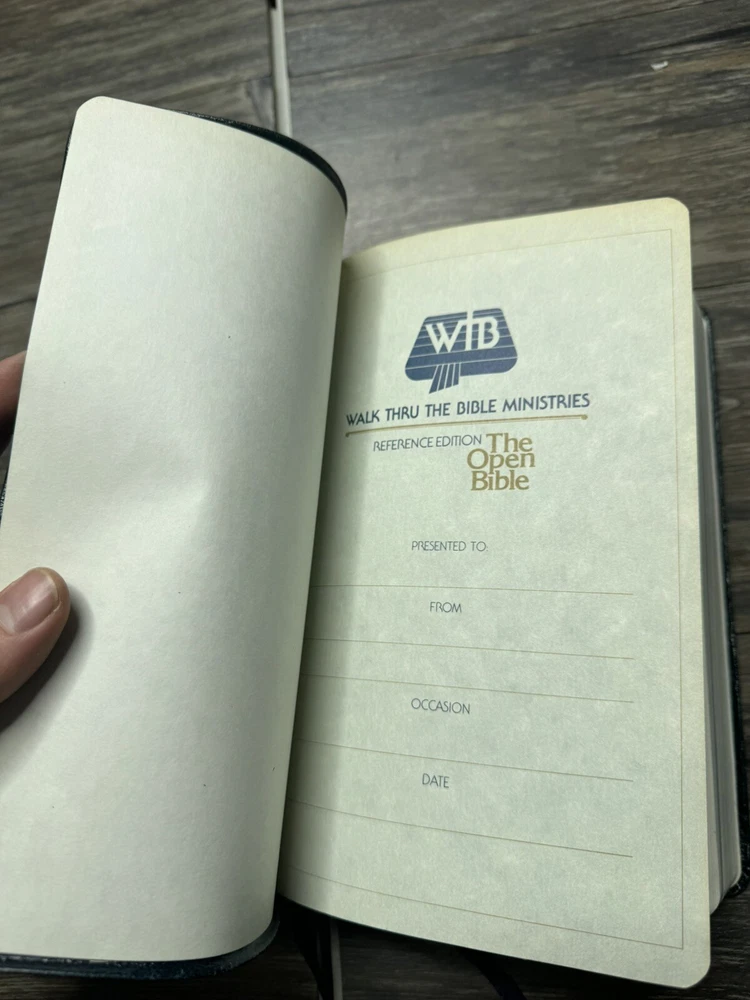 WTB
WALK THRU THE BIBLE MINISTRIES
REFERENCE EDITION The
Open
Bible
PRESENTED TO:
FROM
OCCASION
DATE